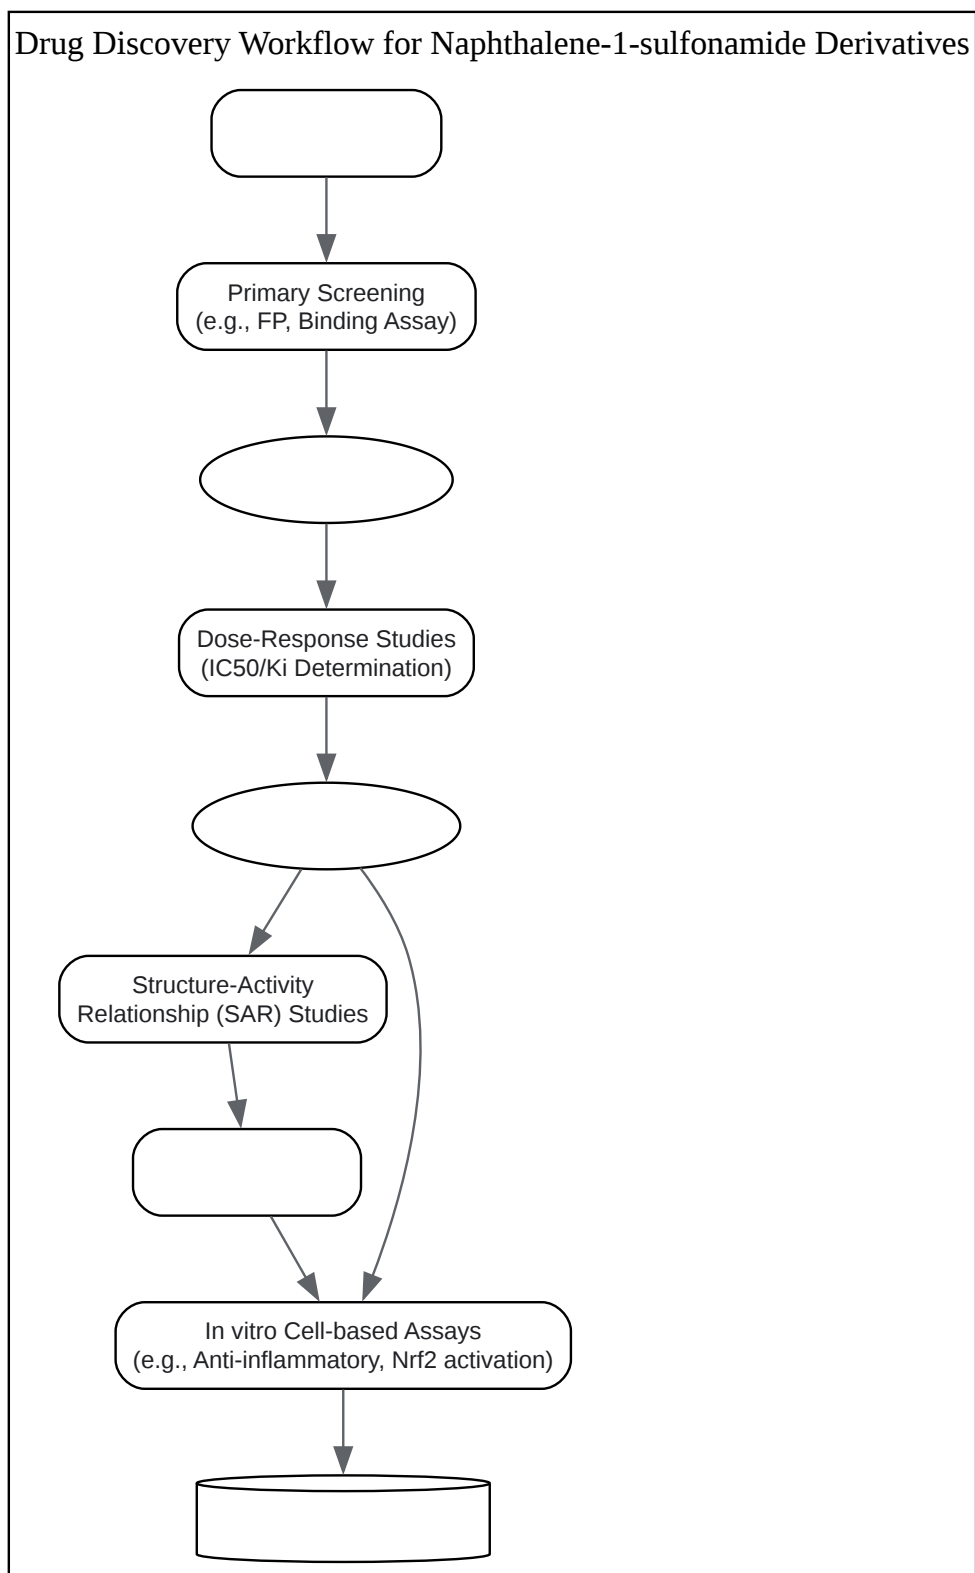 Drug Discovery Workflow for Naphthalene-1-sulfonamide Derivatives
Primary Screening
(e.g., FP, Binding Assay)
Dose-Response Studies
(IC50/Ki Determination)
Structure-Activity
Relationship (SAR) Studies
In vitro Cell-based Assays
(e.g., Anti-inflammatory, Nrf2 activation)